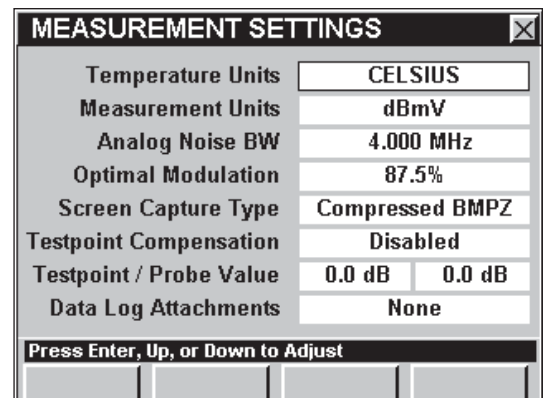 MEASUREMENT SETTINGS
Temperature Units CELSIUS
Measurement Units dBmV
Analog Noise BW 4.000 MHz
Optimal Modulation 87.5%
Screen Capture Type Compressed BMPZ
Testpoint Compensation Disabled
Testpoint / Probe Value 0.0 dB 0.0 dB
Data Log Attachments None
Press Enter, Up, or Down to Adjust